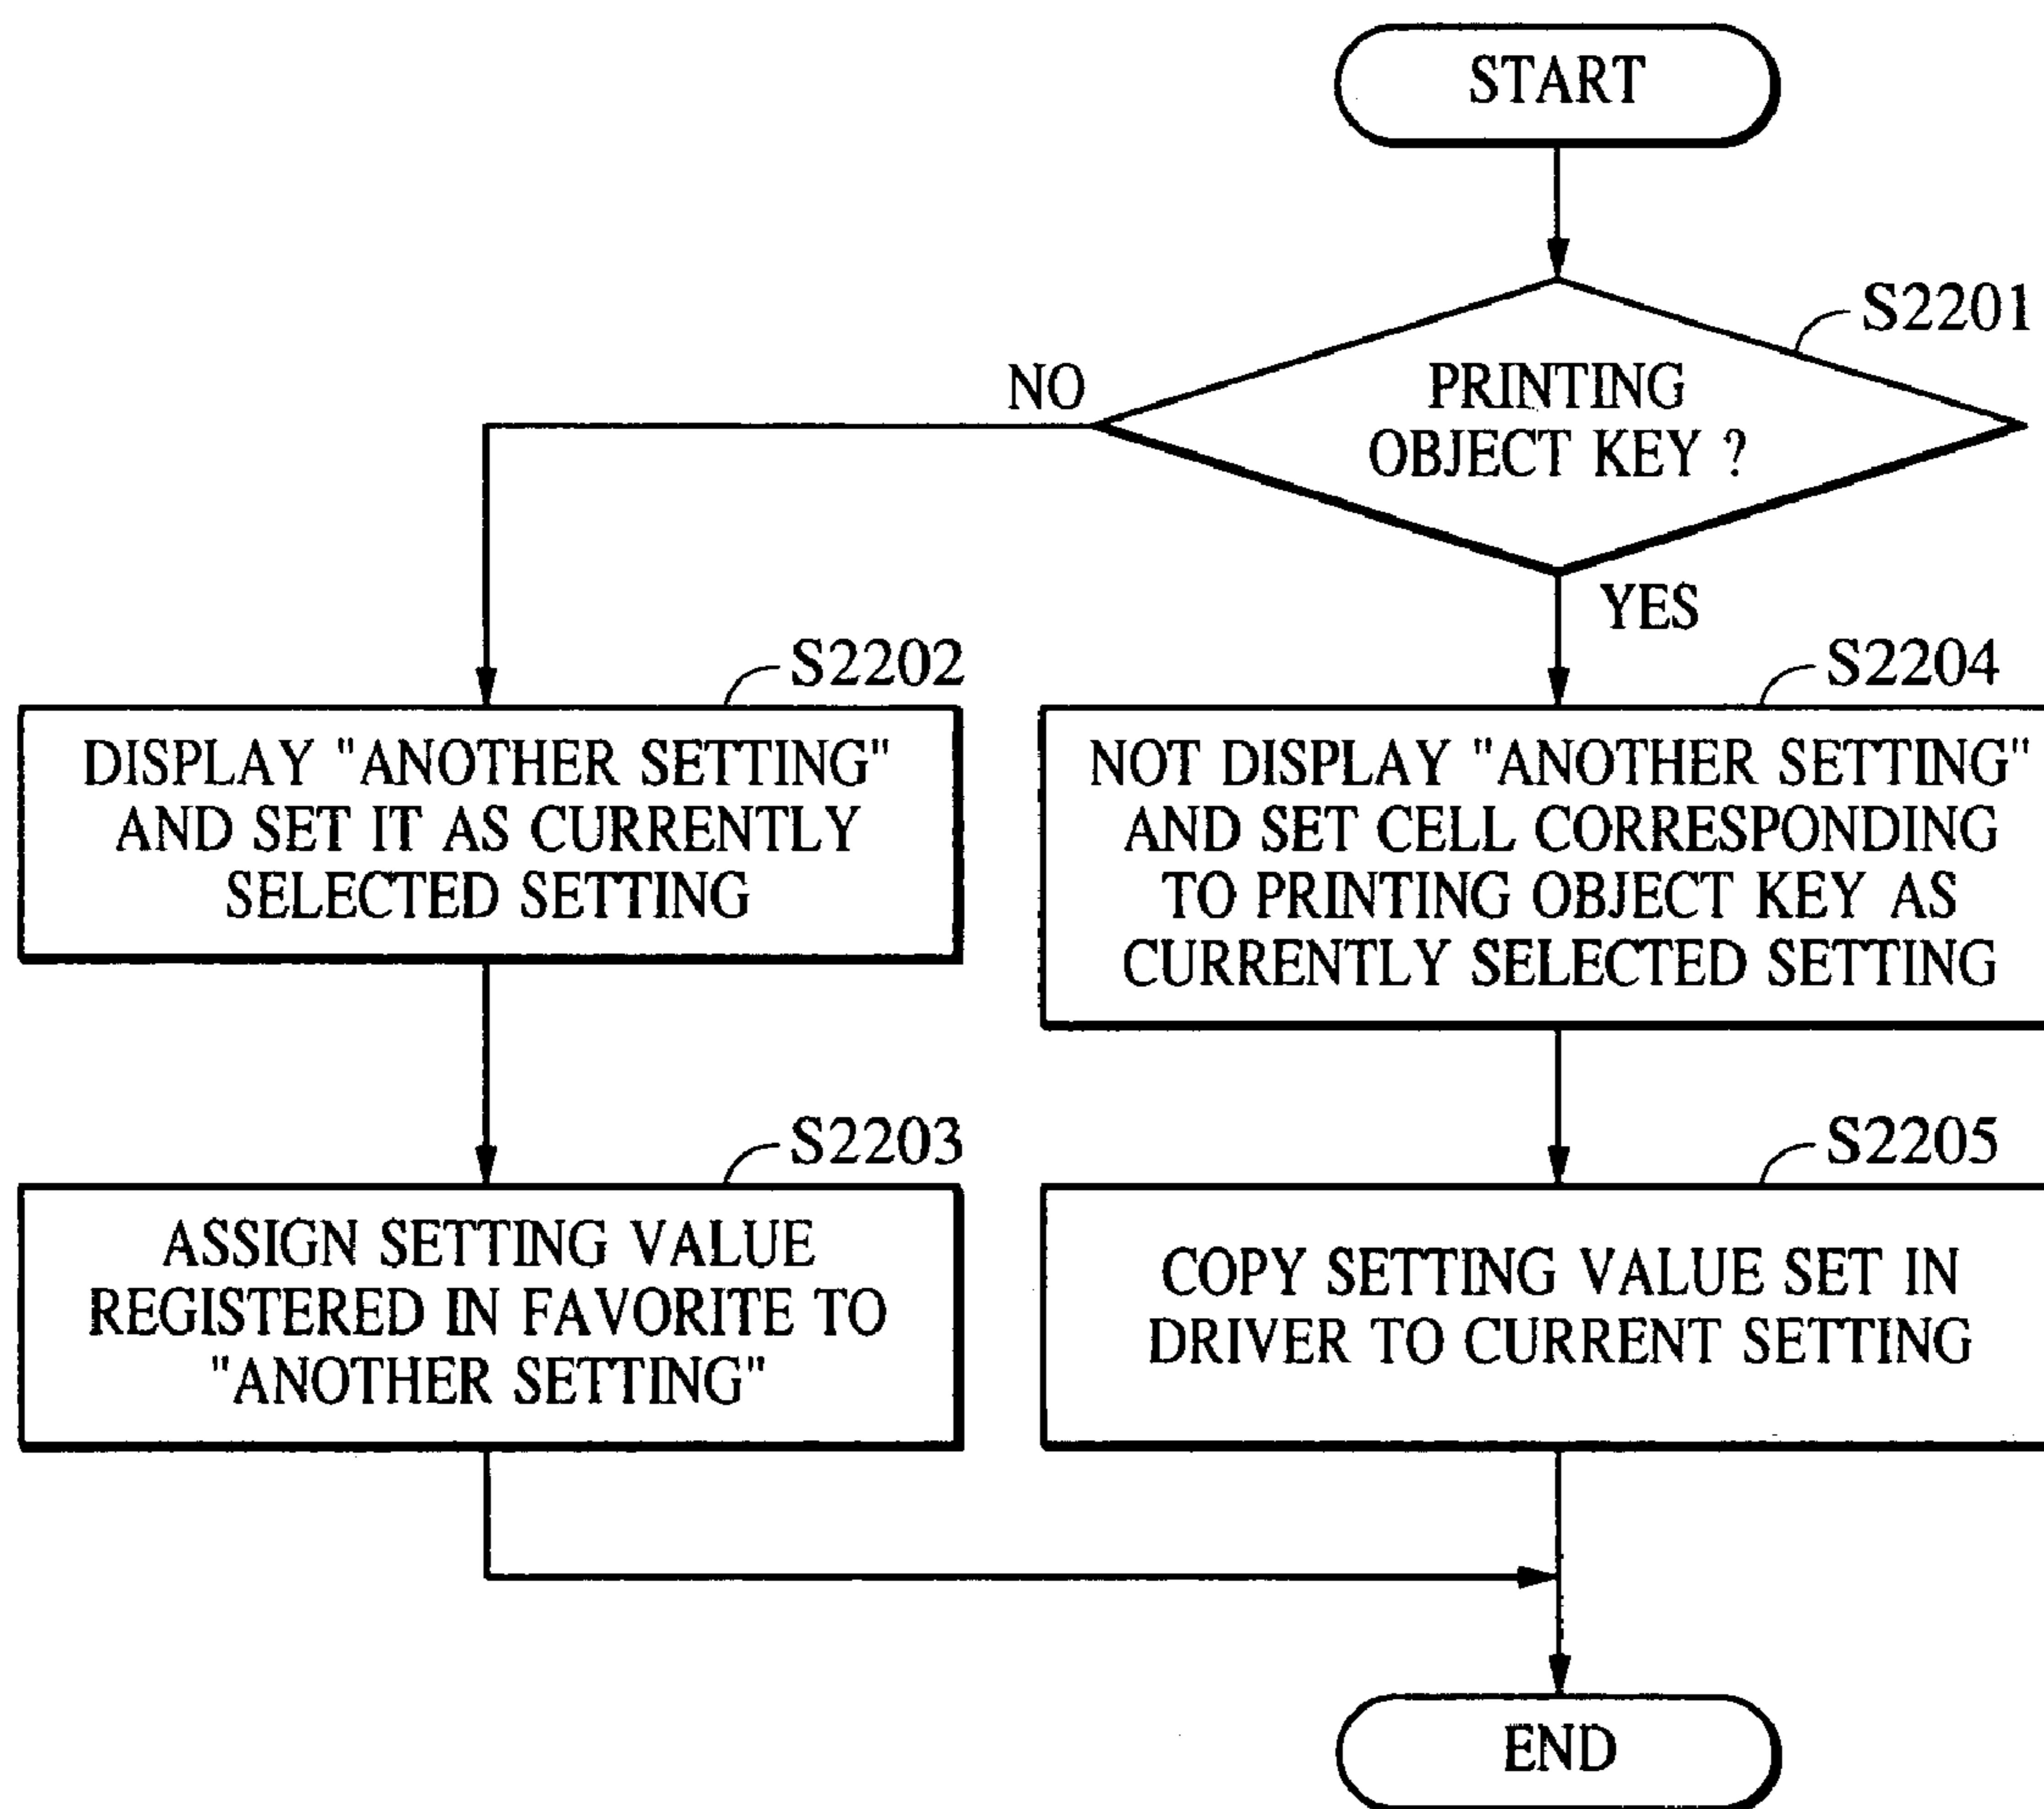 START
S2201
PRINTING
OBJECT KEY ?
NO
YES
S2202
DISPLAY "ANOTHER SETTING"
AND SET IT AS CURRENTLY
SELECTED SETTING
S2204
NOT DISPLAY "ANOTHER SETTING"
AND SET CELL CORRESPONDING
TO PRINTING OBJECT KEY AS
CURRENTLY SELECTED SETTING
S2203
ASSIGN SETTING VALUE
REGISTERED IN FAVORITE TO
"ANOTHER SETTING"
S2205
COPY SETTING VALUE SET IN
DRIVER TO CURRENT SETTING
END